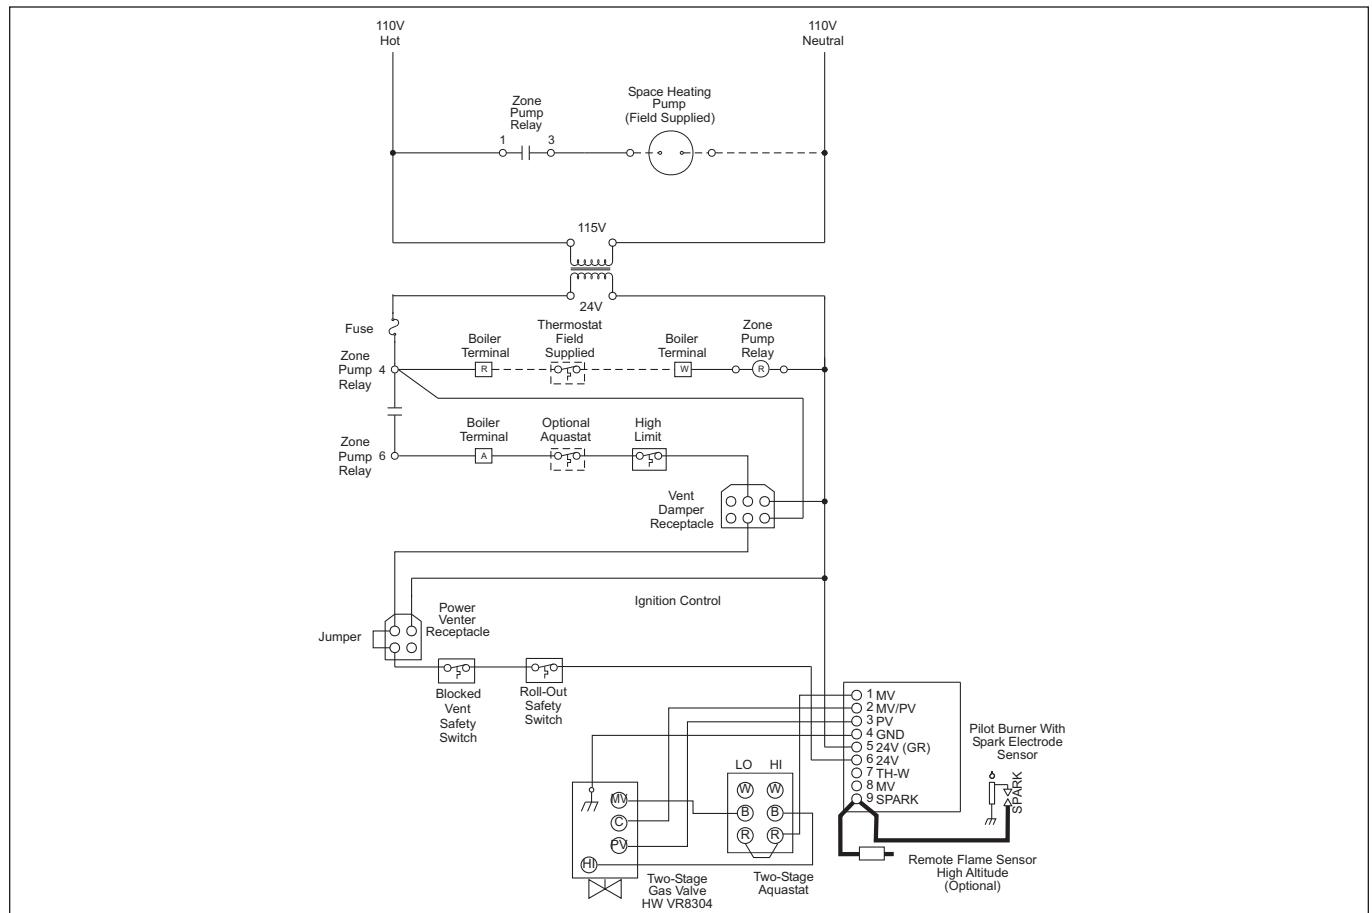 110V
Hot
110V
Neutral
Zone
Pump
Relay
1
3
Space Heating
Pump
(Field Supplied)
115V
24V
Fuse
Zone
Pump 4
Relay
Boiler
Terminal
R
Thermostat
Field
Supplied
Boiler
Terminal
W
Zone
Pump
Relay
R
Zone
Pump 6
Relay
Boiler
Terminal
A
Optional
Aquastat
High
Limit
Vent
Damper
Receptacle
Ignition Control
Jumper
Power
Venter
Receptacle
Blocked
Vent
Safety
Switch
Roll-Out
Safety
Switch
1 MV
2 MV/PV
3 PV
4 GND
5 24V (GR)
6 24V
7 TH-W
8 MV
9 SPARK
Pilot Burner With
Spark Electrode
Sensor
SPARK
LO HI
W W
B B
R R
MV
C
PV
HI
Two-Stage
Gas Valve
HW VR8304
Two-Stage
Aquastat
Remote Flame Sensor
High Altitude
(Optional)